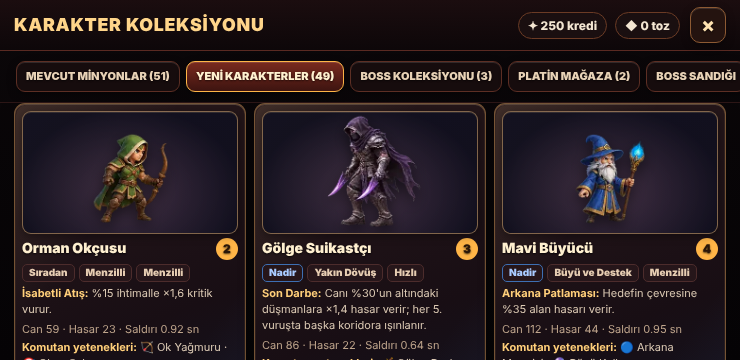 KARAKTER KOLEKSİYONU
✦ 250 kredi
◆ 0 toz
×
MEVCUT MİNYONLAR (51)
YENİ KARAKTERLER (49)
BOSS KOLEKSİYONU (3)
PLATİN MAĞAZA (2)
BOSS SANDIĞI
Orman Okçusu
2
Sıradan Menzilli Menzilli
İsabetli Atış: %15 ihtimalle ×1,6 kritik
vurur.
Can 59 · Hasar 23 · Saldırı 0.92 sn
Komutan yetenekleri: 🏹 Ok Yağmuru ·
Gölge Suikastçı
3
Nadir Yakın Dövüş Hızlı
Son Darbe: Canı %30'un altındaki
düşmanlara ×1,4 hasar verir; her 5.
vuruşta başka koridora ışınlanır.
Can 86 · Hasar 22 · Saldırı 0.64 sn
Mavi Büyücü
4
Nadir Büyü ve Destek Menzilli
Arkana Patlaması: Hedefin çevresine
%35 alan hasarı verir.
Can 112 · Hasar 44 · Saldırı 0.95 sn
Komutan yetenekleri: 🔵 Arkana